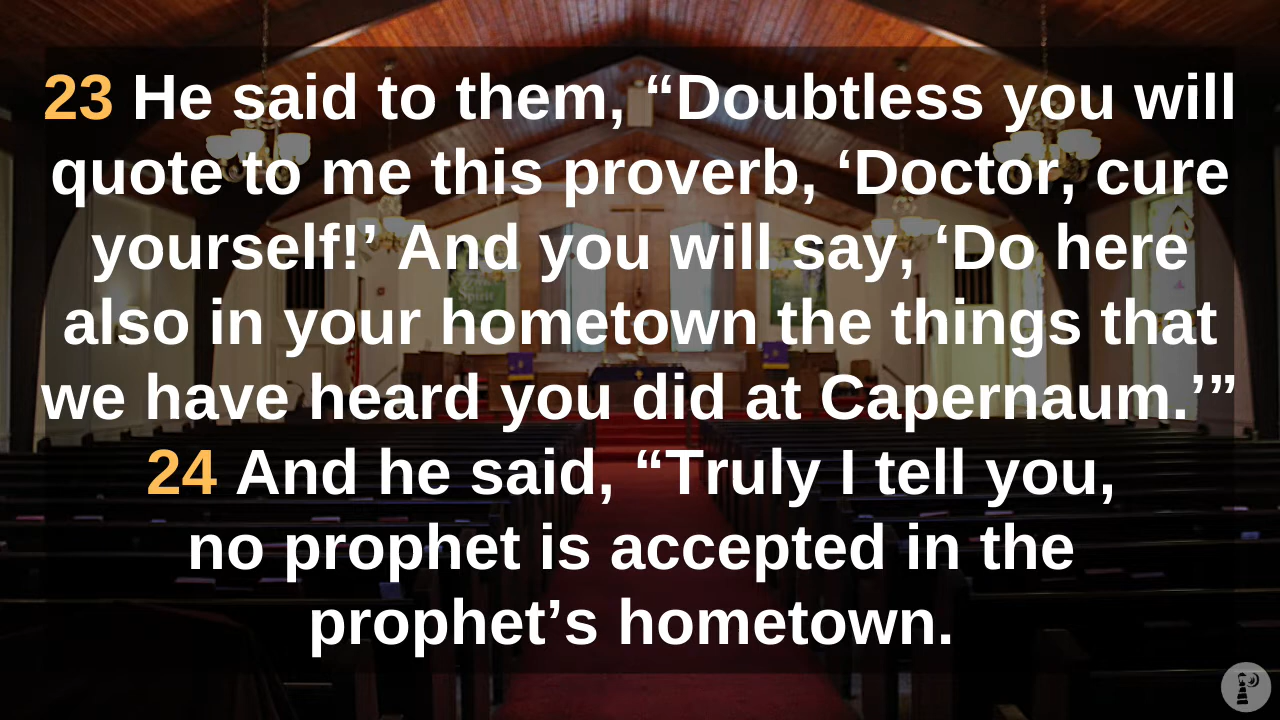 23 He said to them, “Doubtless you will
quote to me this proverb, ‘Doctor, cure
yourself!’ And you will say, ‘Do here
also in your hometown the things that
we have heard you did at Capernaum.’”
24 And he said, “Truly I tell you,
no prophet is accepted in the
prophet’s hometown.